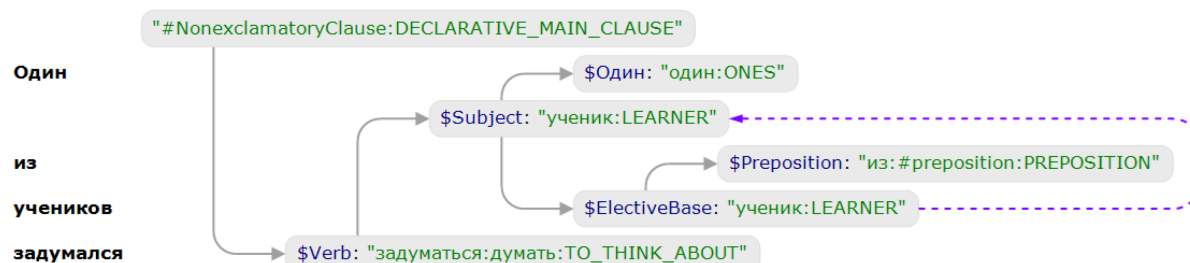 "#NonexclamatoryClause:DECLARATIVE_MAIN_CLAUSE"
Один $Один: "один:ONES"
$Subject: "ученик:LEARNER"
из $Preposition: "из:#preposition:PREPOSITION"
учеников $ElectiveBase: "ученик:LEARNER"
задумался $Verb: "задуматься:думать:TO_THINK_ABOUT"